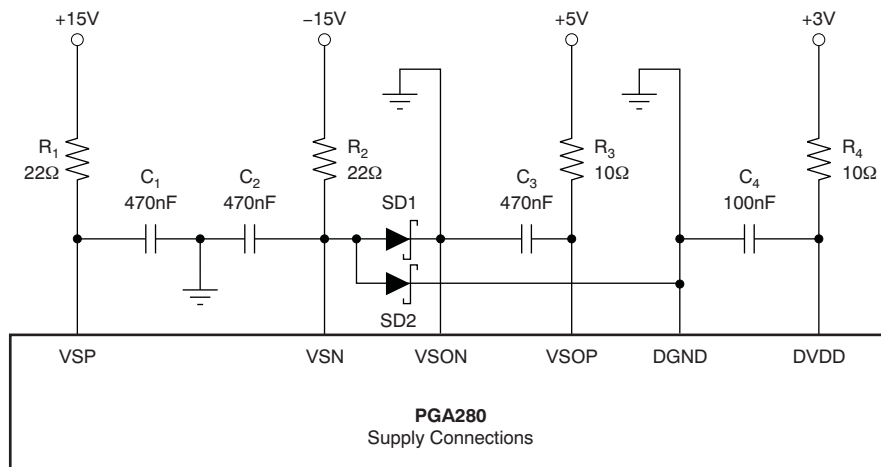 +15V
−15V
+5V
+3V
R1
22Ω
R2
22Ω
R3
10Ω
R4
10Ω
C1
470nF
C2
470nF
C3
470nF
C4
100nF
SD1
SD2
VSP
VSN
VSON
VSOP
DGND
DVDD
PGA280
Supply Connections